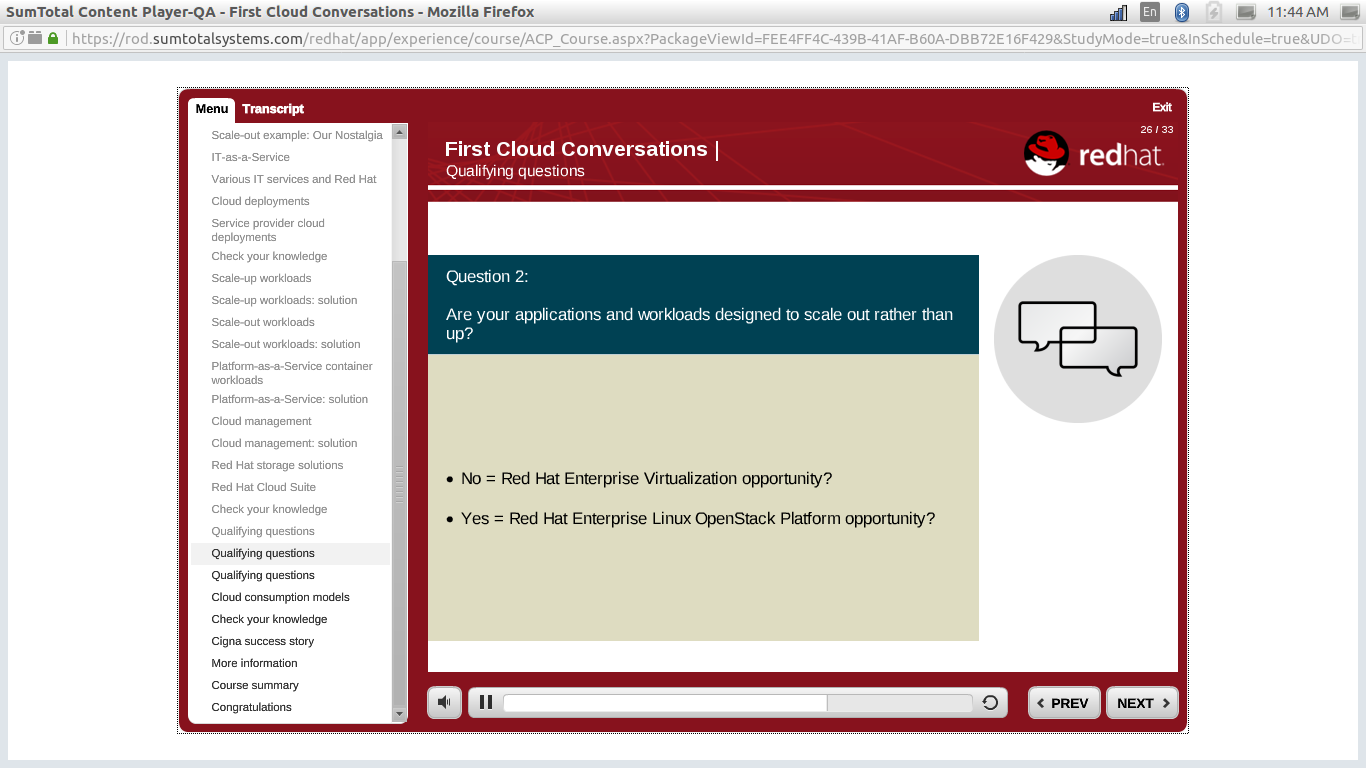 SumTotal Content Player-QA - First Cloud Conversations - Mozilla Firefox
En
11:44 AM
https://rod.sumtotalsystems.com/redhat/app/experience/course/ACP_Course.aspx?PackageViewId=FEE4FF4C-439B-41AF-B60A-DBB72E16F429&StudyMode=true&InSchedule=true&UDO=
Menu
Transcript
Exit
Scale-out example: Our Nostalgia
IT-as-a-Service
Various IT services and Red Hat
Cloud deployments
Service provider cloud
deployments
Check your knowledge
Scale-up workloads
Scale-up workloads: solution
Scale-out workloads
Scale-out workloads: solution
Platform-as-a-Service container
workloads
Platform-as-a-Service: solution
Cloud management
Cloud management: solution
Red Hat storage solutions
Red Hat Cloud Suite
Check your knowledge
Qualifying questions
Qualifying questions
Qualifying questions
Cloud consumption models
Check your knowledge
Cigna success story
More information
Course summary
Congratulations
26 / 33
First Cloud Conversations |
Qualifying questions
redhat.
Question 2:
Are your applications and workloads designed to scale out rather than
up?
• No = Red Hat Enterprise Virtualization opportunity?
• Yes = Red Hat Enterprise Linux OpenStack Platform opportunity?
PREV
NEXT